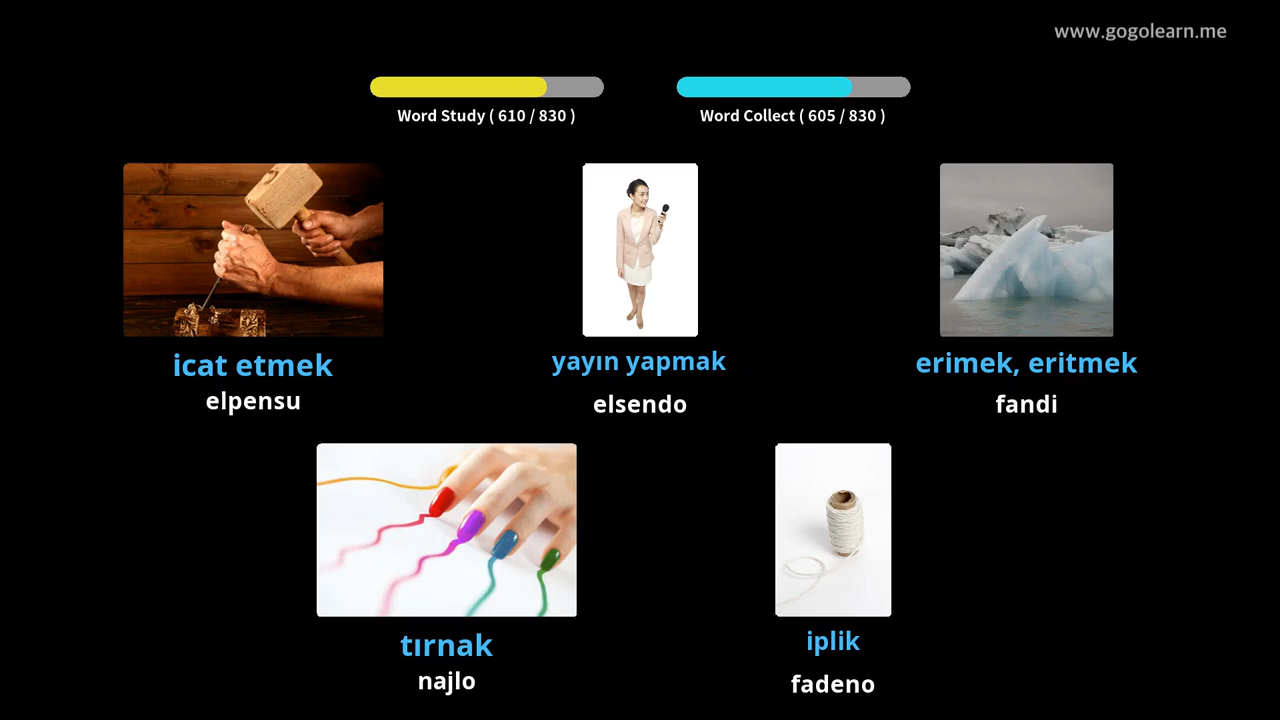 www.gogolearn.me
Word Study ( 610 / 830 )
Word Collect ( 605 / 830 )
icat etmek
elpensu
yayın yapmak
elsendo
erimek, eritmek
fandi
tırnak
najlo
iplik
fadeno